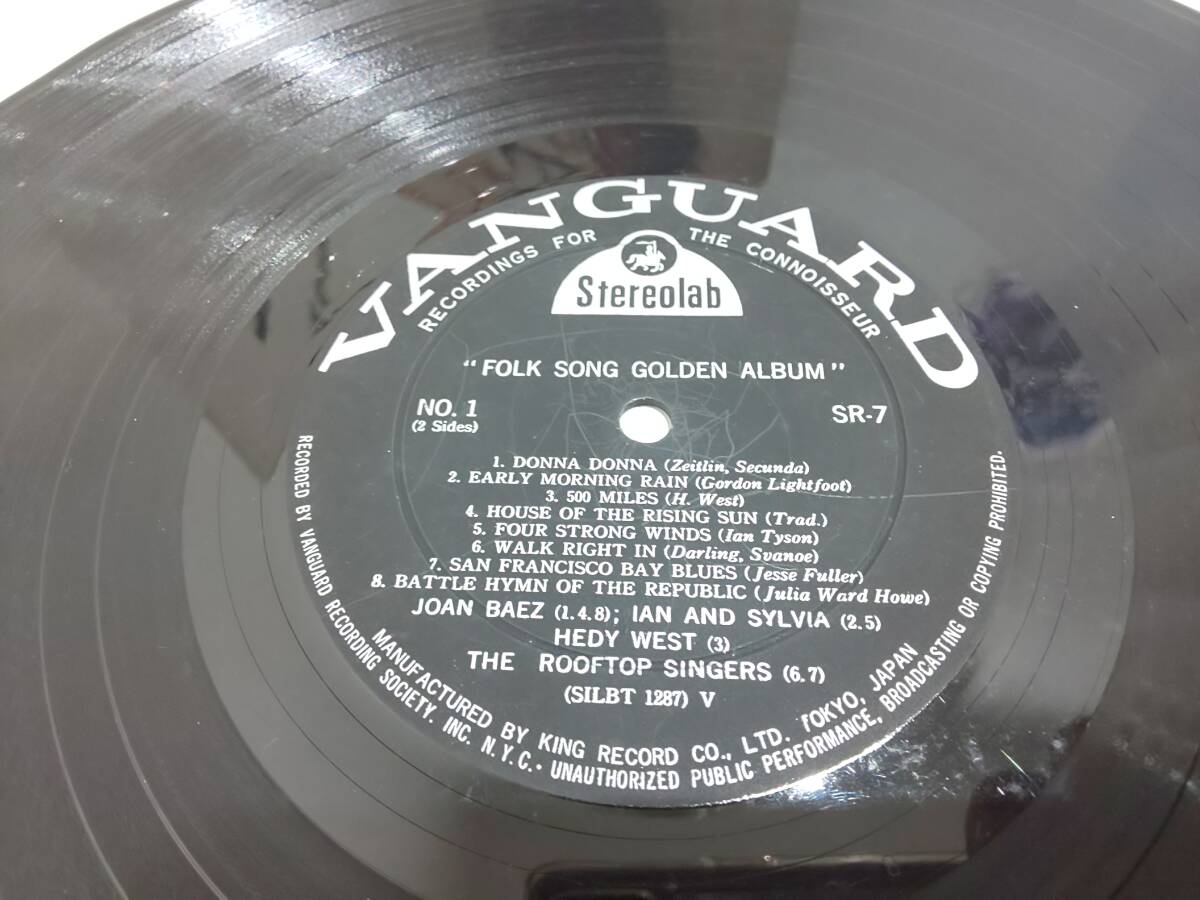 VANGUARD
RECORDINGS FOR THE CONNOISSEUR
Stereolab
"FOLK SONG GOLDEN ALBUM"
NO. 1
(2 Sides)
SR-7
1. DONNA DONNA (Zeitlin, Secunda)
2. EARLY MORNING RAIN (Gordon Lightfoot)
3. 500 MILES (H. West)
4. HOUSE OF THE RISING SUN (Trad.)
5. FOUR STRONG WINDS (Ian Tyson)
6. WALK RIGHT IN (Darling, Svanoe)
7. SAN FRANCISCO BAY BLUES (Jesse Fuller)
8. BATTLE HYMN OF THE REPUBLIC (Julia Ward Howe)
JOAN BAEZ (1.4.8); IAN AND SYLVIA (2.5)
HEDY WEST (3)
THE ROOFTOP SINGERS (6.7)
(SILBT 1287) V
MANUFACTURED BY KING RECORD CO., LTD. TOKYO, JAPAN
RECORDED BY VANGUARD RECORDING SOCIETY. INC. N.Y.C. • UNAUTHORIZED PUBLIC PERFORMANCE, BROADCASTING OR COPYING PROHIBITED.